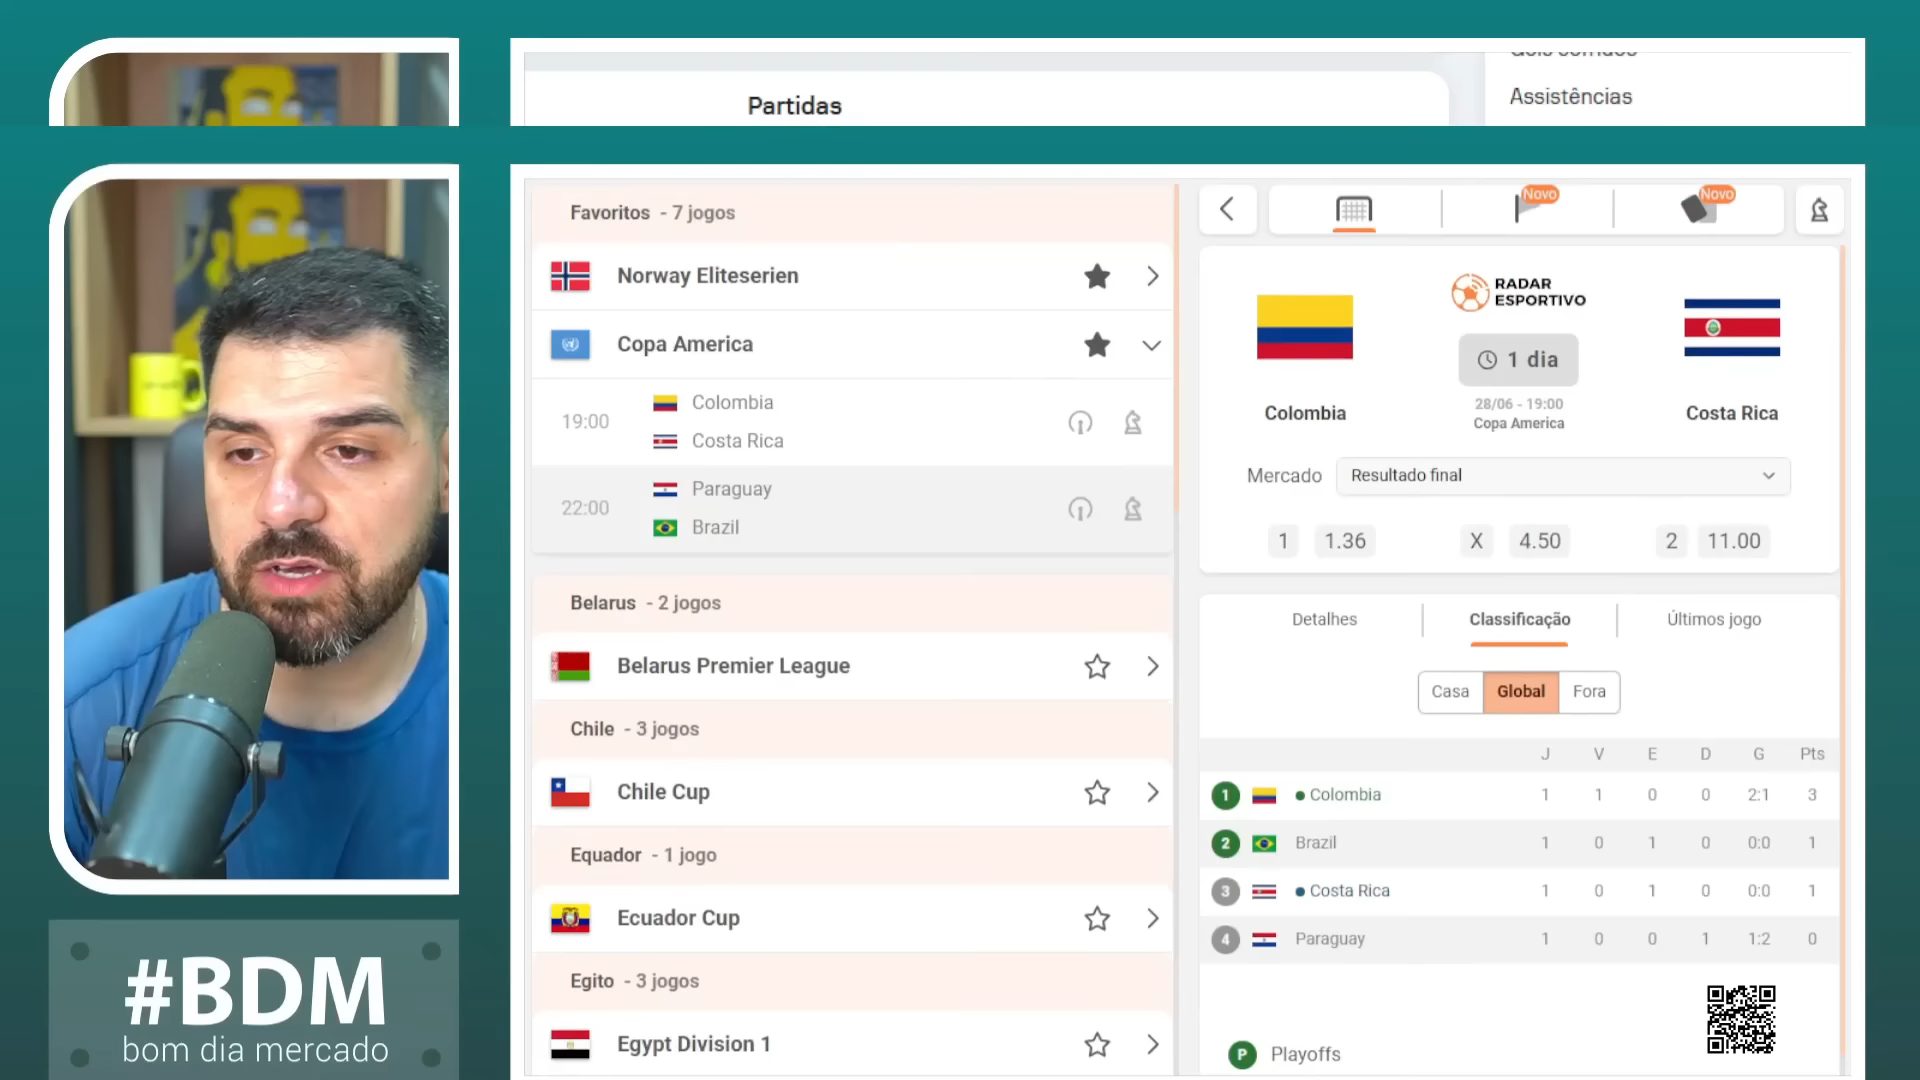 Partidas
Assistências
Favoritos - 7 jogos
Norway Eliteserien
Copa America
19:00
Colombia
Costa Rica
22:00
Paraguay
Brazil
Belarus - 2 jogos
Belarus Premier League
Chile - 3 jogos
Chile Cup
Equador - 1 jogo
Ecuador Cup
Egito - 3 jogos
Egypt Division 1
Novo
Novo
RADAR
ESPORTIVO
1 dia
28/06 - 19:00
Copa America
Colombia
Costa Rica
Mercado Resultado final
1 1.36 X 4.50 2 11.00
Detalhes Classificação Últimos jogo
Casa Global Fora
J V E D G Pts
1 Colombia 1 1 0 0 2:1 3
2 Brazil 1 0 1 0 0:0 1
3 Costa Rica 1 0 1 0 0:0 1
4 Paraguay 1 0 0 1 1:2 0
P Playoffs
#BDM
bom dia mercado